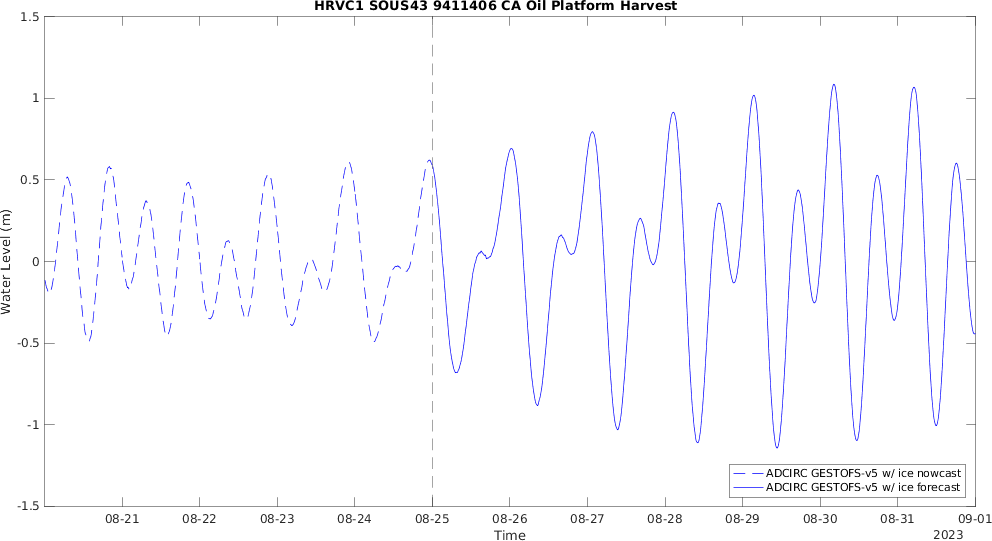 HRVC1 SOUS43 9411406 CA Oil Platform Harvest
1.5
1
0.5
0
-0.5
-1
-1.5
Water Level (m)
08-21 08-22 08-23 08-24 08-25 08-26 08-27 08-28 08-29 08-30 08-31 09-01
Time
2023
ADCIRC GESTOFS-v5 w/ ice nowcast
ADCIRC GESTOFS-v5 w/ ice forecast